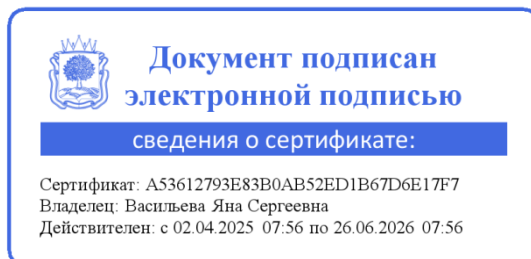 Документ подписан
электронной подписью
сведения о сертификате:
Сертификат: A53612793E83B0AB52ED1B67D6E17F7
Владелец: Васильева Яна Сергеевна
Действителен: с 02.04.2025 07:56 по 26.06.2026 07:56